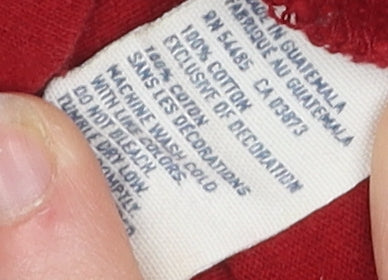 MADE IN GUATEMALA
FABRIQUÉ AU GUATEMALA
RN 54485 CA 03873
100% COTTON
EXCLUSIVE OF DECORATION
100% COTON
SANS LES DECORATIONS
MACHINE WASH COLD
WITH LIKE COLORS.
DO NOT BLEACH.
TUMBLE DRY LOW